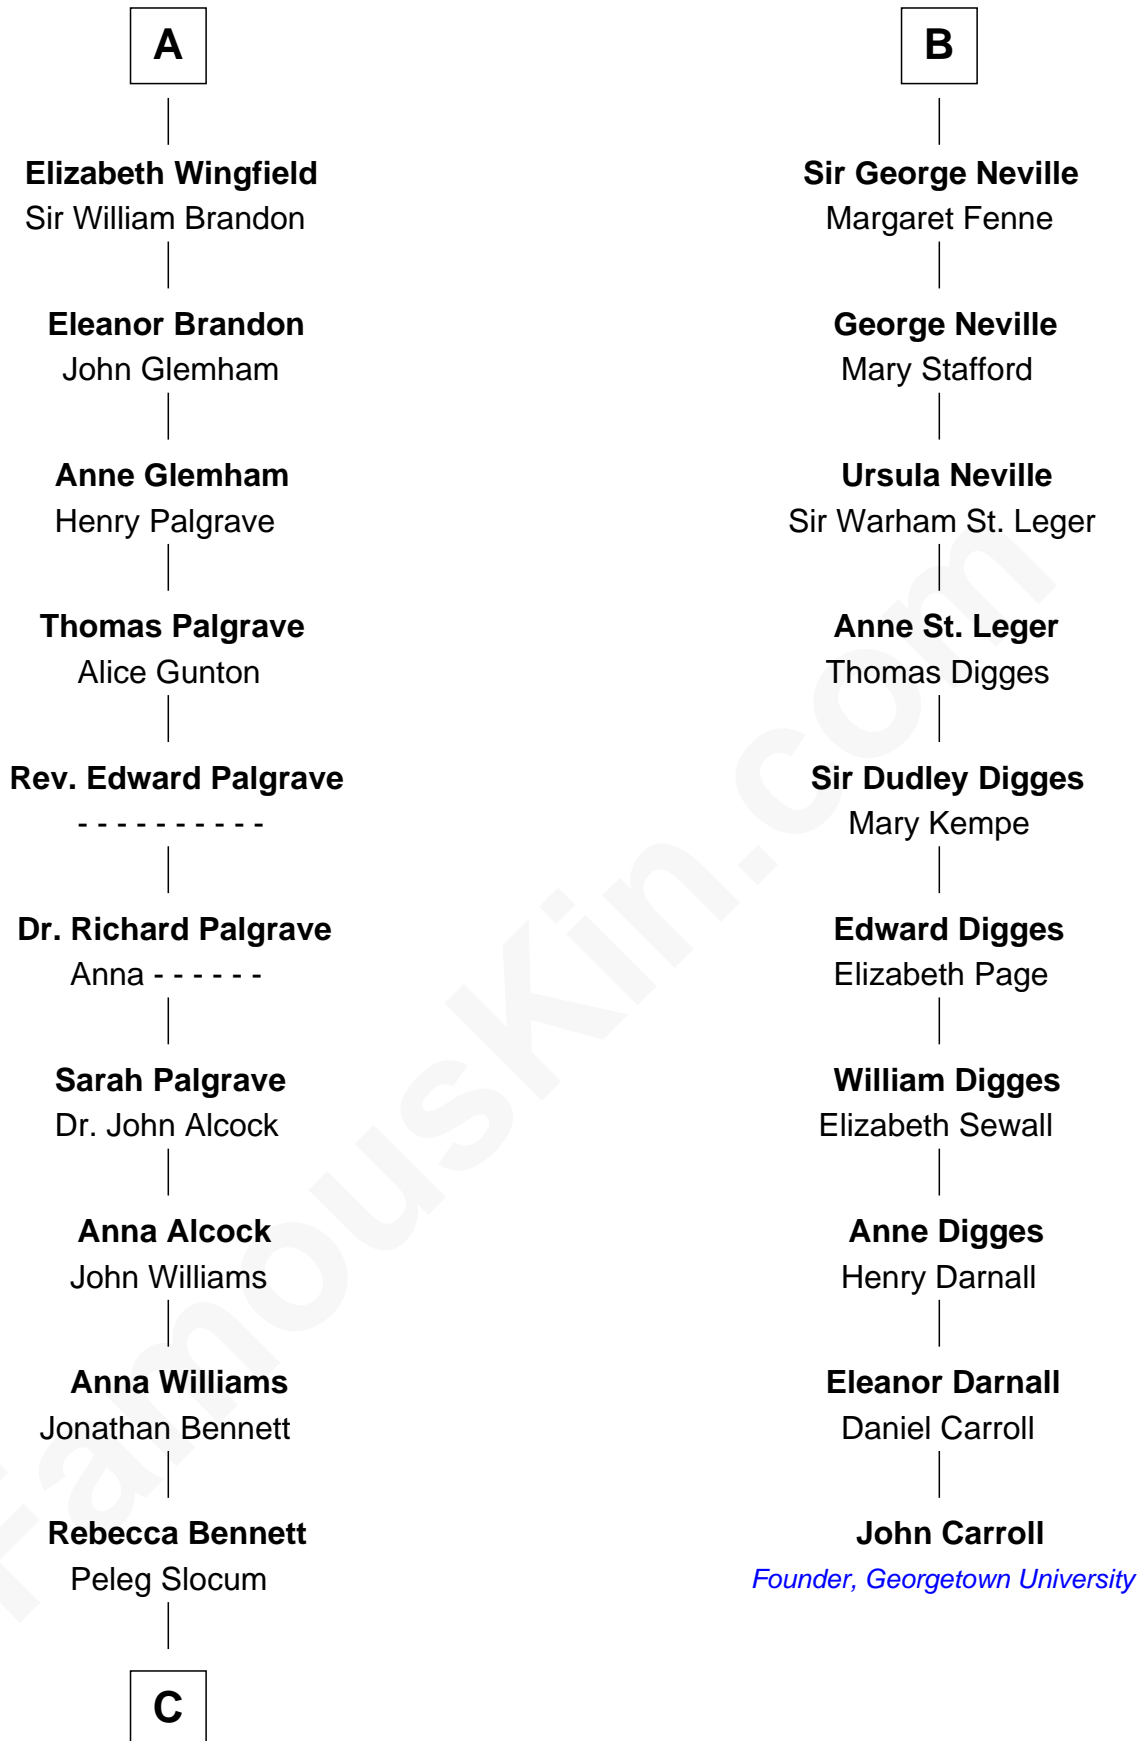 A
Elizabeth Wingfield
Sir William Brandon
Eleanor Brandon
John Glemham
Anne Glemham
Henry Palgrave
Thomas Palgrave
Alice Gunton
Rev. Edward Palgrave
- - - - - - - - - -
Dr. Richard Palgrave
Anna - - - - - -
Sarah Palgrave
Dr. John Alcock
Anna Alcock
John Williams
Anna Williams
Jonathan Bennett
Rebecca Bennett
Peleg Slocum
C
B
Sir George Neville
Margaret Fenne
George Neville
Mary Stafford
Ursula Neville
Sir Warham St. Leger
Anne St. Leger
Thomas Digges
Sir Dudley Digges
Mary Kempe
Edward Digges
Elizabeth Page
William Digges
Elizabeth Sewall
Anne Digges
Henry Darnall
Eleanor Darnall
Daniel Carroll
John Carroll
Founder, Georgetown University
FamousKin.com